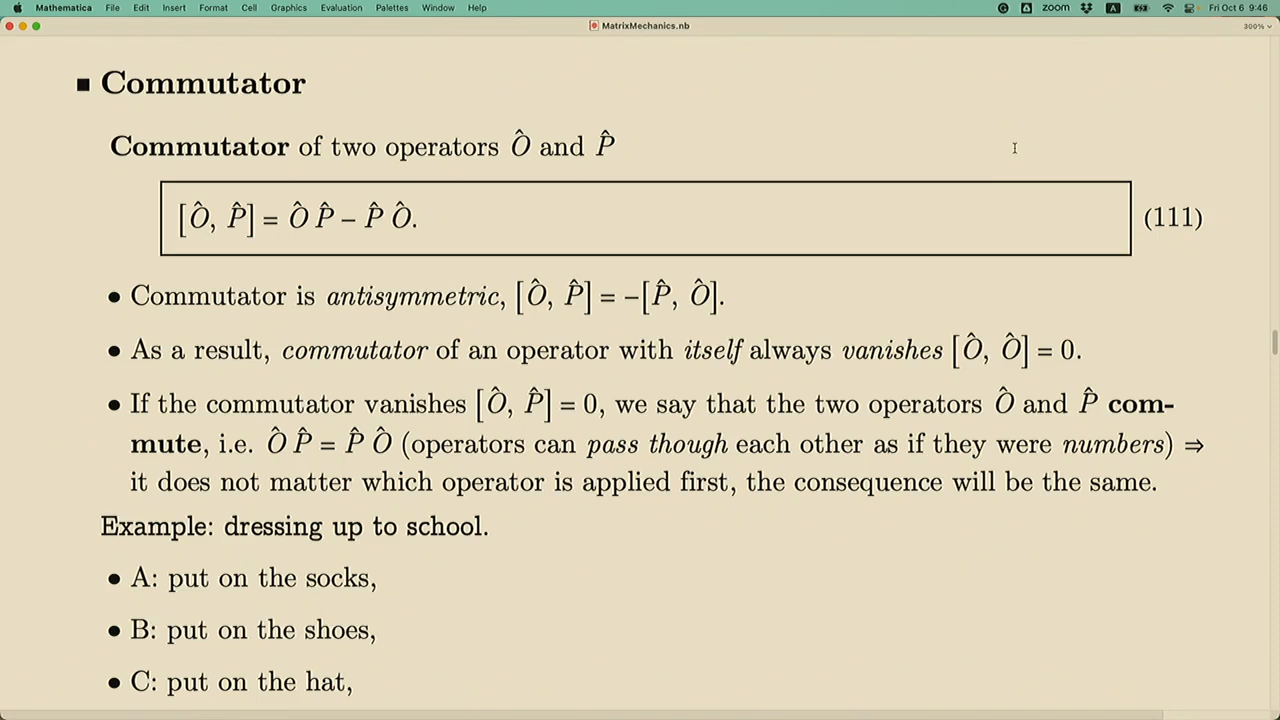 Mathematica File Edit Insert Format Cell Graphics Evaluation Palettes Window Help zoom A Fri Oct 6 9:46
MatrixMechanics.nb 300%
Commutator
Commutator of two operators Ô and P̂
[Ô, P̂] = Ô P̂ − P̂ Ô. (111)
• Commutator is antisymmetric, [Ô, P̂] = −[P̂, Ô].
• As a result, commutator of an operator with itself always vanishes [Ô, Ô] = 0.
• If the commutator vanishes [Ô, P̂] = 0, we say that the two operators Ô and P̂ com-
mute, i.e. Ô P̂ = P̂ Ô (operators can pass though each other as if they were numbers) ⇒
it does not matter which operator is applied first, the consequence will be the same.
Example: dressing up to school.
• A: put on the socks,
• B: put on the shoes,
• C: put on the hat,